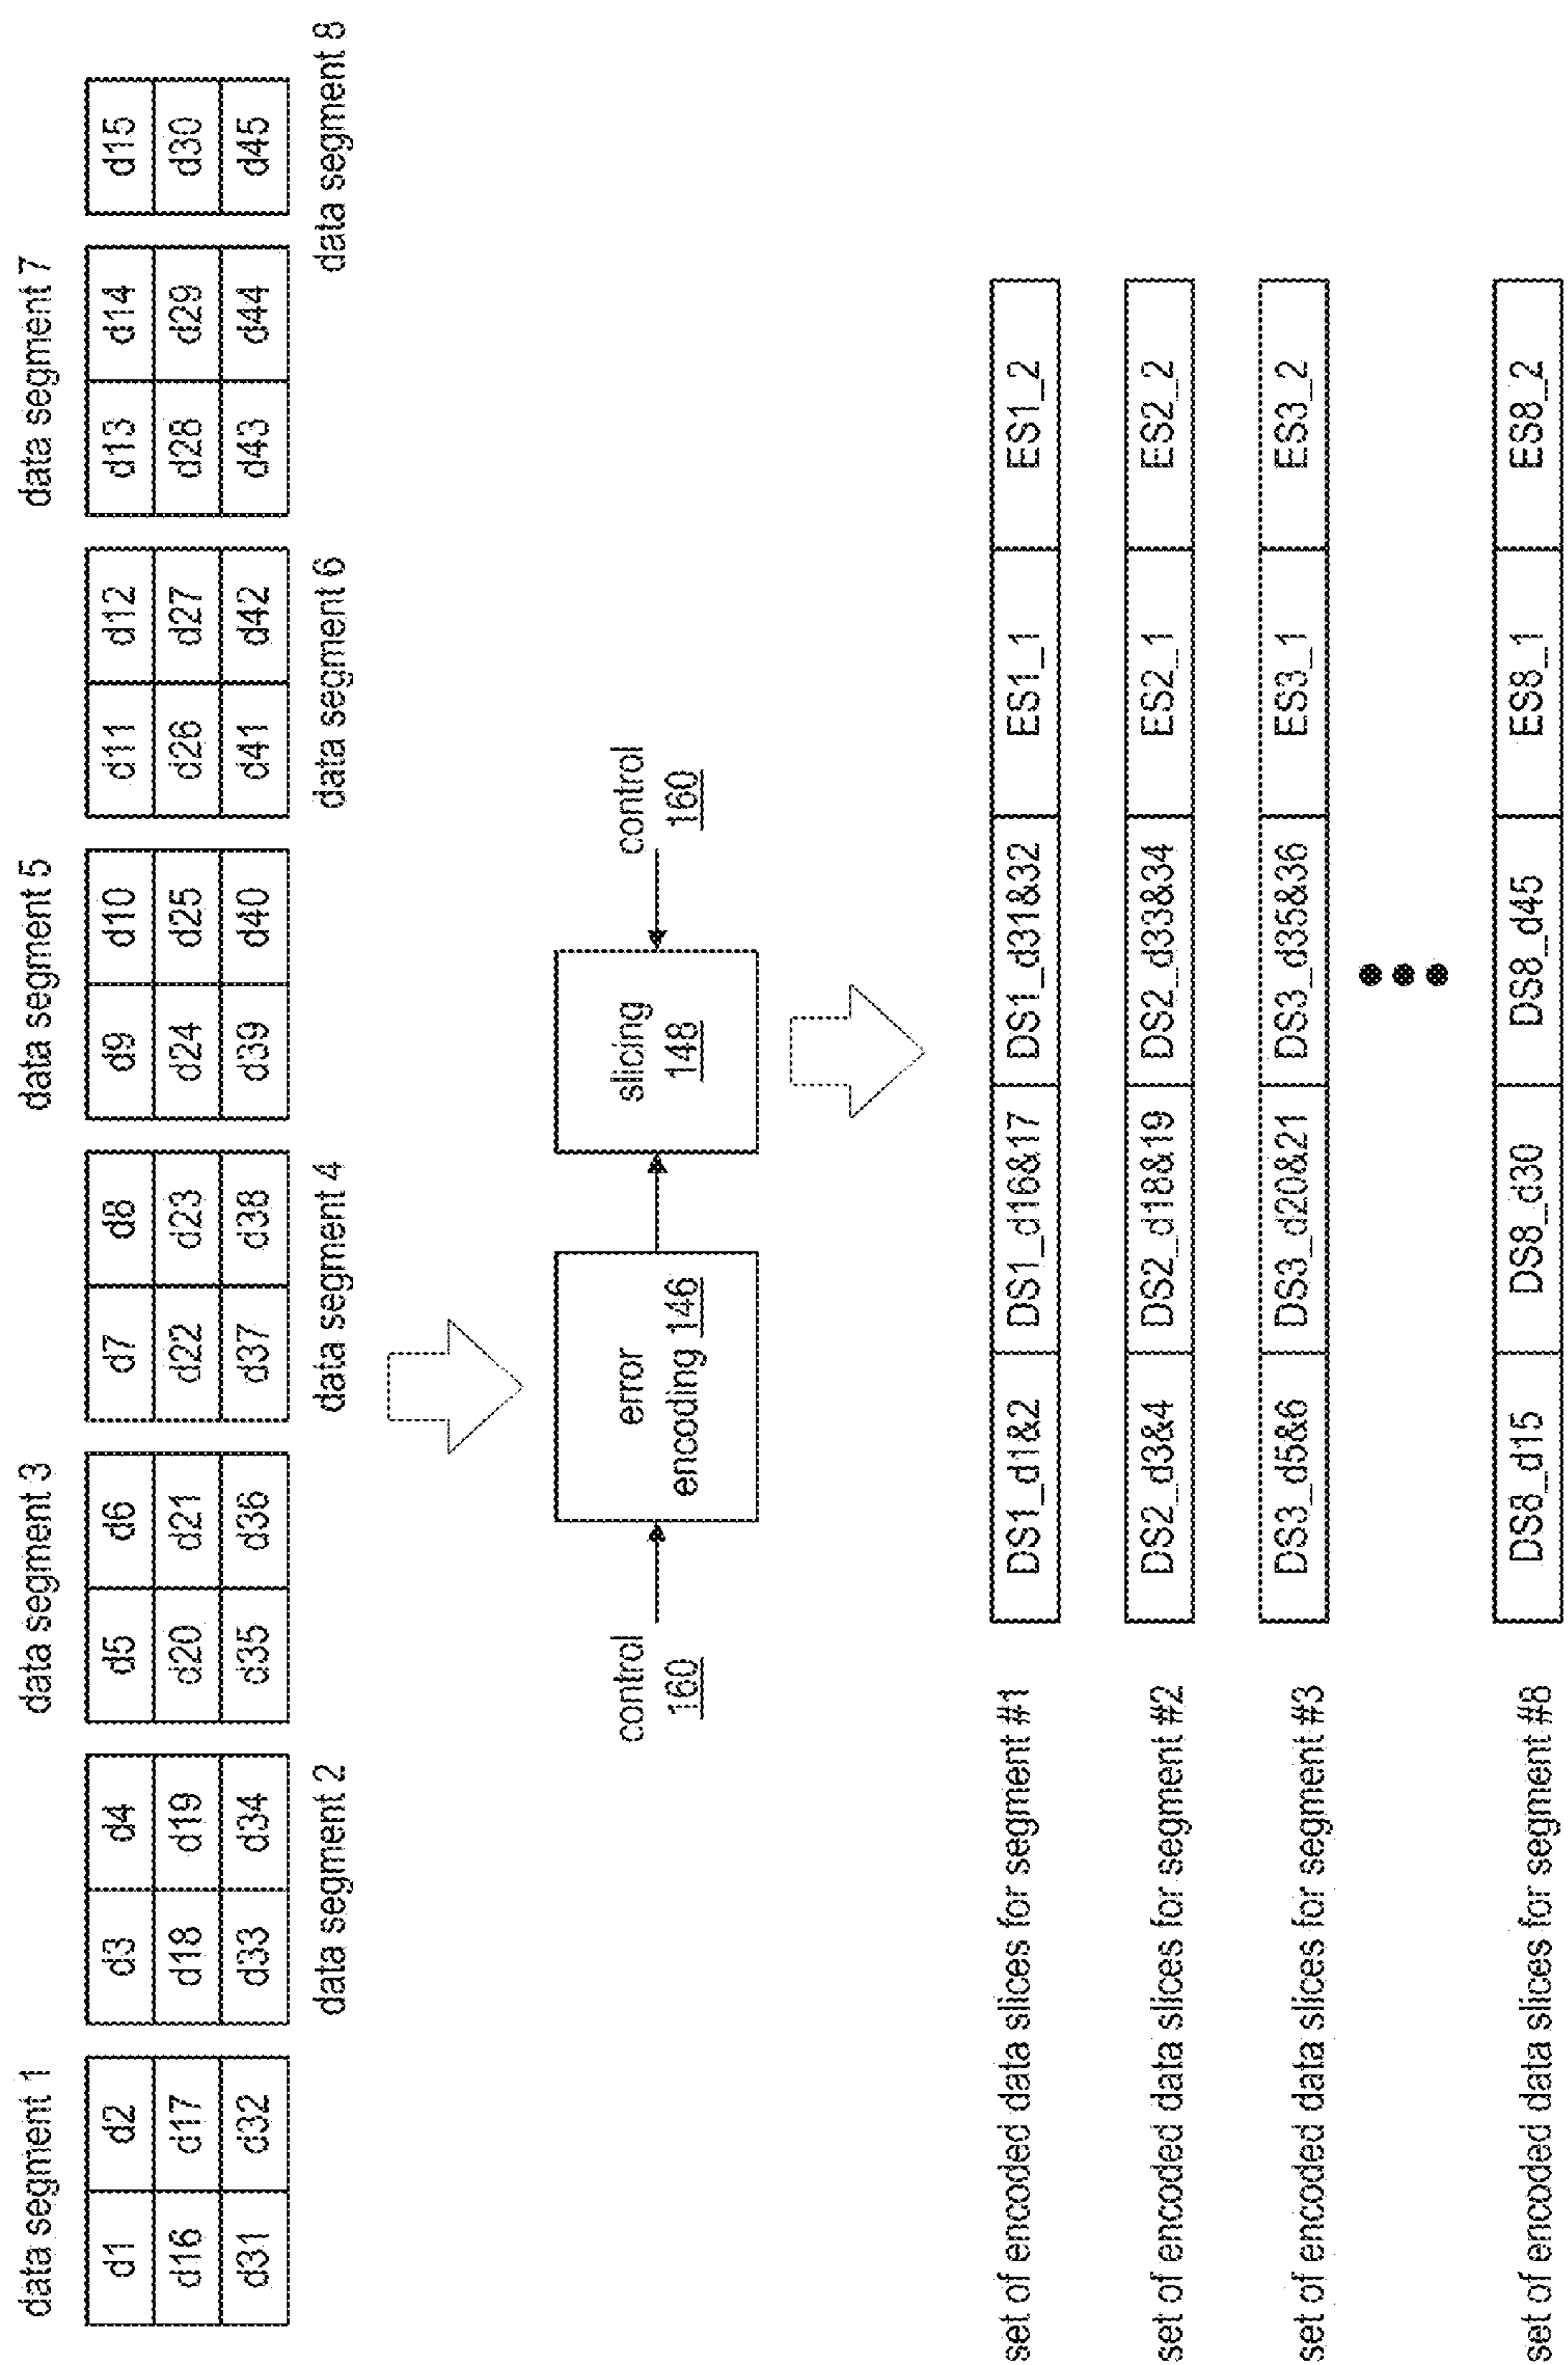 data segment 1
data segment 3
data segment 5
data segment 7
d1 d2 d3 d4 d5 d6 d7 d8 d9 d10 d11 d12 d13 d14 d15
d16 d17 d18 d19 d20 d21 d22 d23 d24 d25 d26 d27 d28 d29 d30
d31 d32 d33 d34 d35 d36 d37 d38 d39 d40 d41 d42 d43 d44 d45
data segment 2
data segment 4
data segment 6
data segment 8
control
160
error
encoding 146
slicing
148
control
160
set of encoded data slices for segment #1
DS1_d1&2 DS1_d16&17 DS1_d31&32 ES1_1 ES1_2
set of encoded data slices for segment #2
DS2_d3&4 DS2_d18&19 DS2_d33&34 ES2_1 ES2_2
set of encoded data slices for segment #3
DS3_d5&6 DS3_d20&21 DS3_d35&36 ES3_1 ES3_2
set of encoded data slices for segment #8
DS8_d15 DS8_d30 DS8_d45 ES8_1 ES8_2